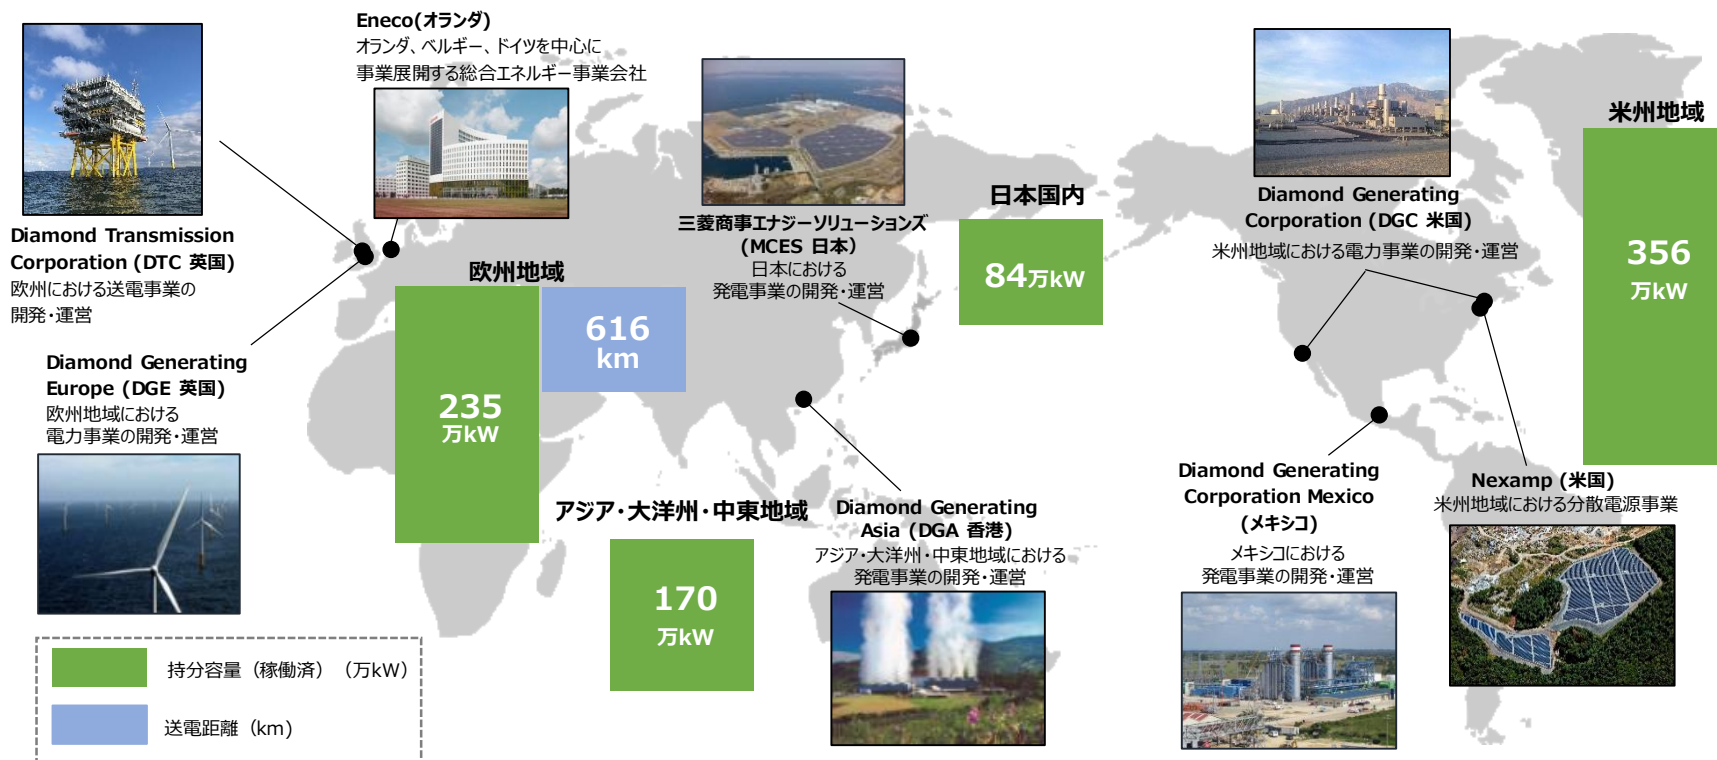 Eneco(オランダ)
オランダ、ベルギー、ドイツを中心に
事業展開する総合エネルギー事業会社
Diamond Transmission
Corporation (DTC 英国)
欧州における送電事業の
開発・運営
Diamond Generating
Europe (DGE 英国)
欧州地域における
電力事業の開発・運営
欧州地域
235
万kW
616
km
三菱商事エナジーソリューションズ
(MCES 日本)
日本における
発電事業の開発・運営
日本国内
84万kW
アジア・大洋州・中東地域
170
万kW
Diamond Generating
Asia (DGA 香港)
アジア・大洋州・中東地域における
発電事業の開発・運営
Diamond Generating
Corporation (DGC 米国)
米州地域における電力事業の開発・運営
米州地域
356
万kW
Diamond Generating
Corporation Mexico
(メキシコ)
メキシコにおける
発電事業の開発・運営
Nexamp (米国)
米州地域における分散電源事業
持分容量（稼働済）（万kW）
送電距離（km）